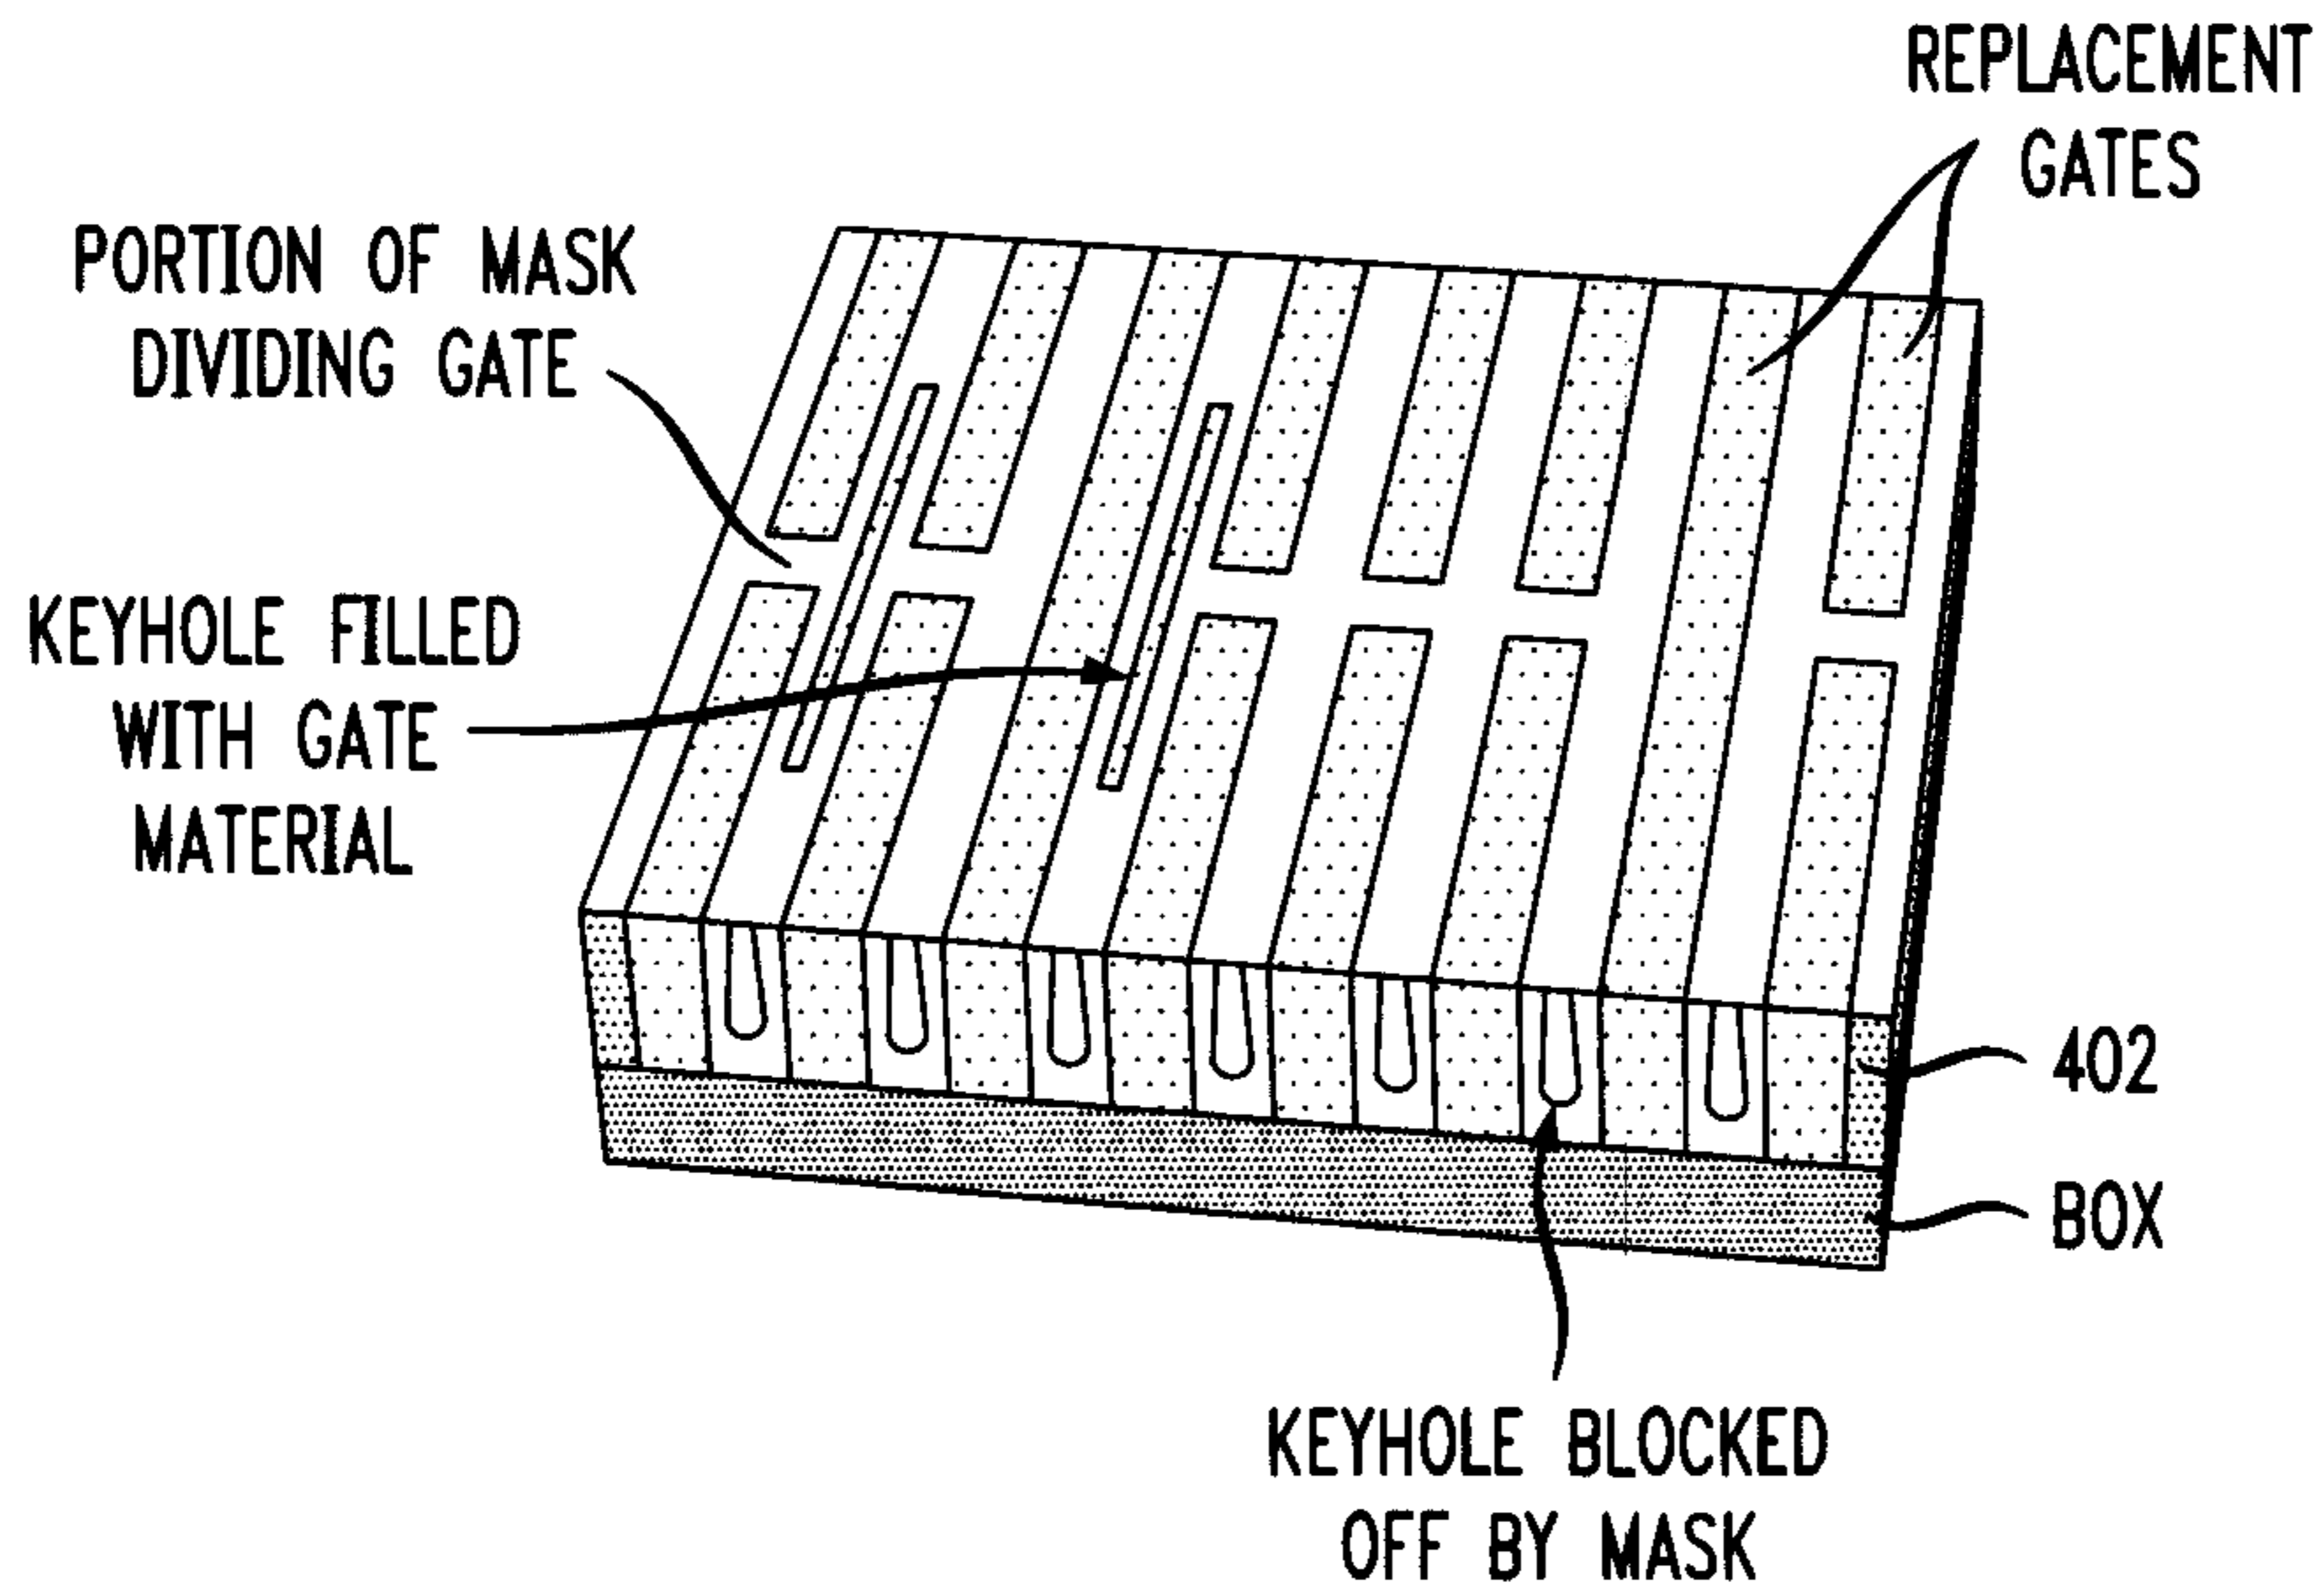 REPLACEMENT
GATES
PORTION OF MASK
DIVIDING GATE
KEYHOLE FILLED
WITH GATE
MATERIAL
402
BOX
KEYHOLE BLOCKED
OFF BY MASK